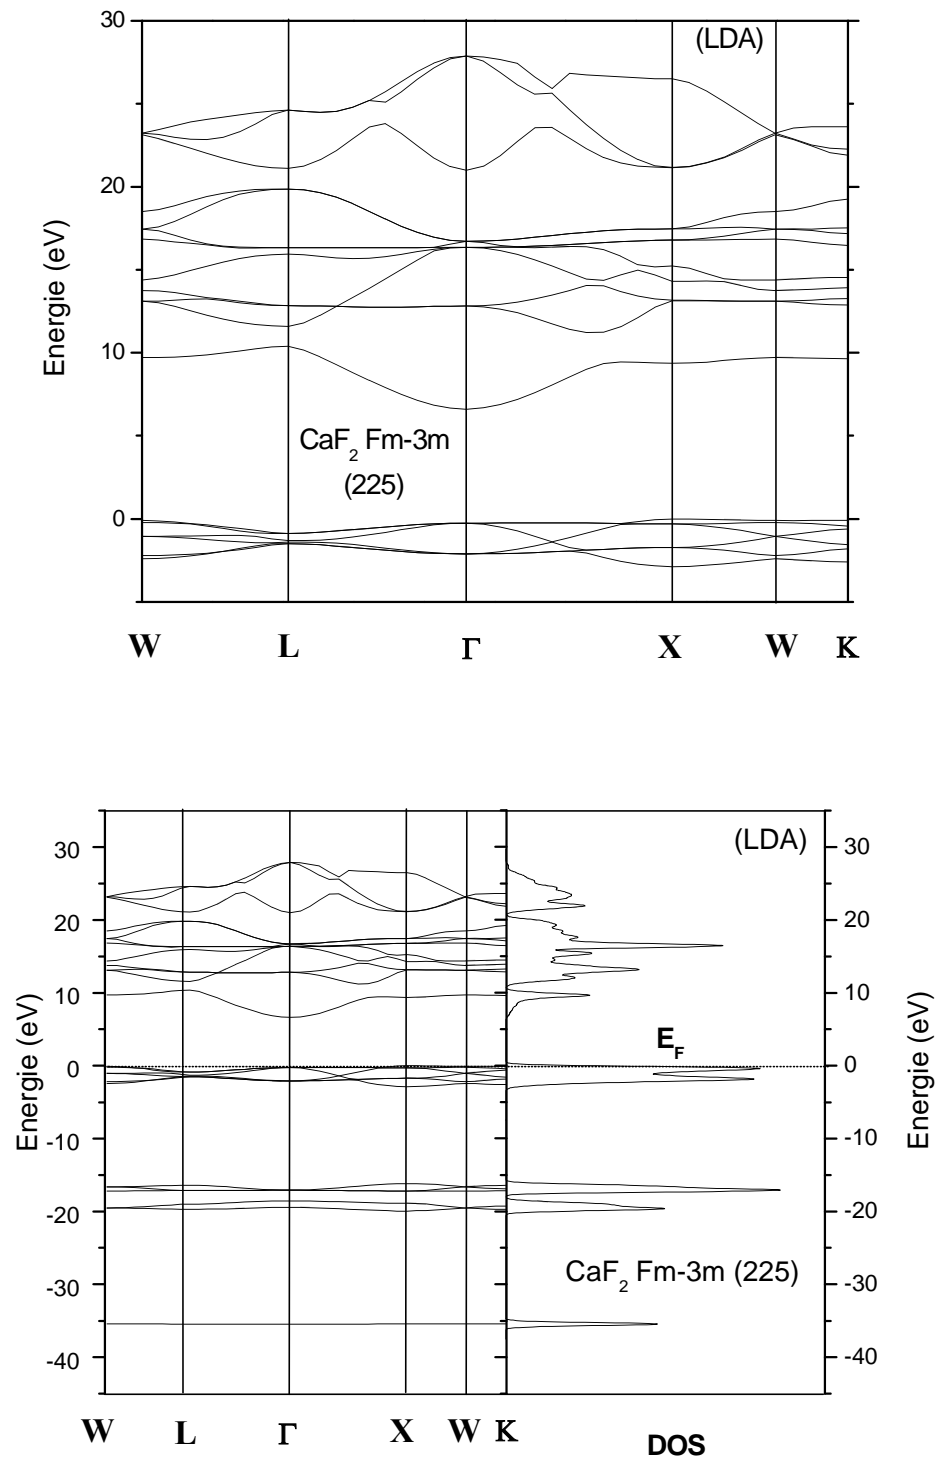 30
(LDA)
20
10
0
Energie (eV)
CaF2 Fm-3m
(225)
W L Γ X W K
30 (LDA) 30
20 20
10 10
EF
0 0
-10 -10
-20 -20
CaF2 Fm-3m (225)
-30 -30
-40 -40
Energie (eV)
Energie (eV)
W L Γ X W K
DOS